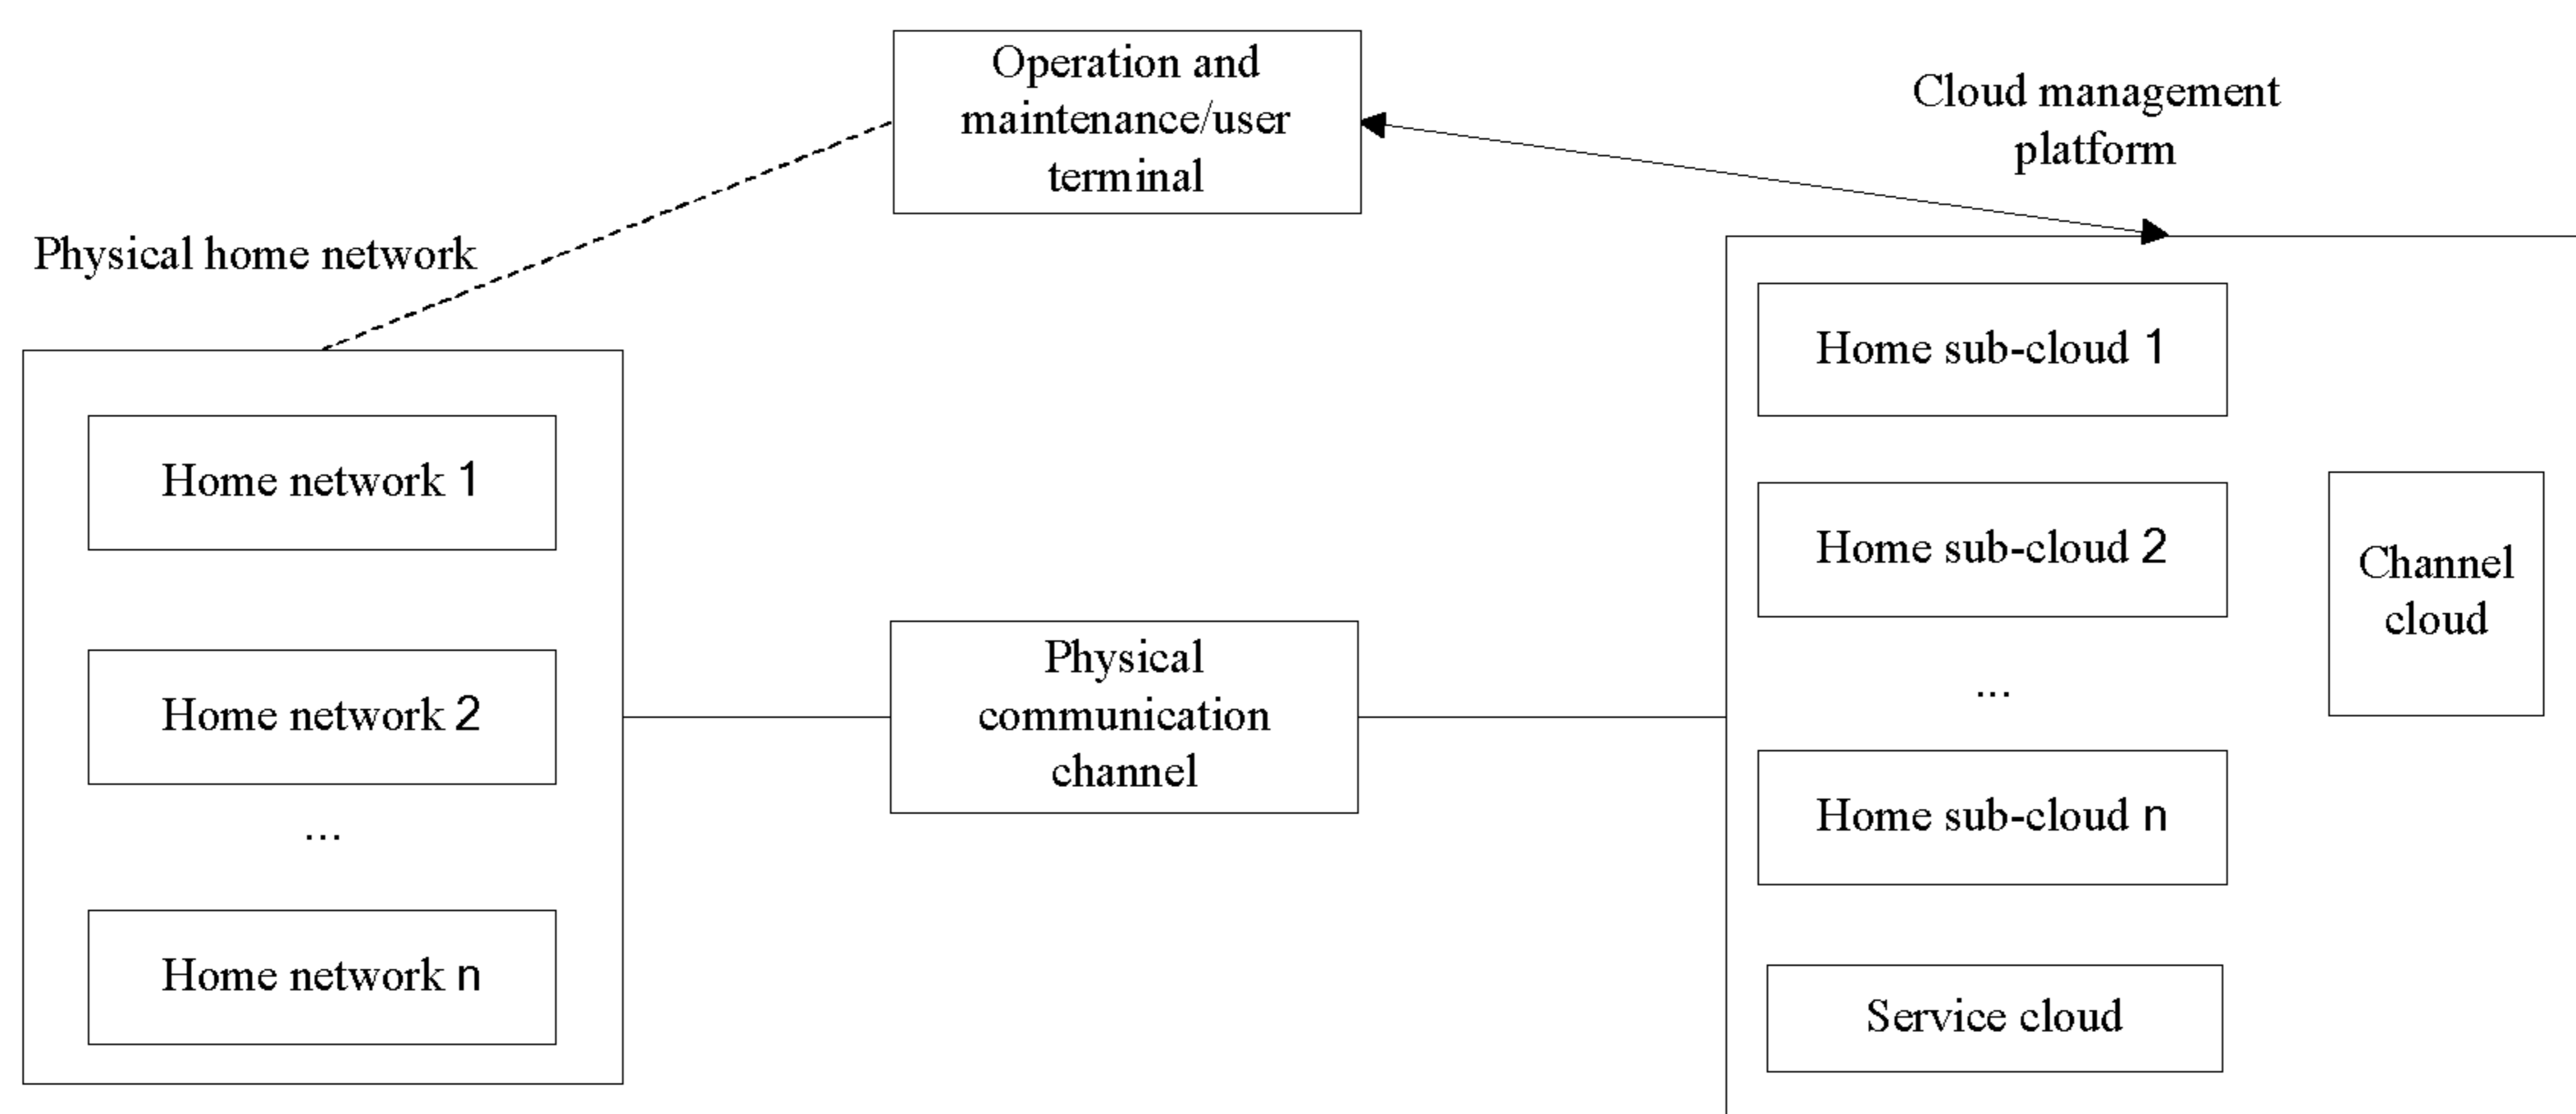 Operation and
maintenance/user
terminal
Cloud management
platform
Physical home network
Home network 1
Home network 2
...
Home network n
Physical
communication
channel
Home sub-cloud 1
Home sub-cloud 2
...
Home sub-cloud n
Service cloud
Channel
cloud